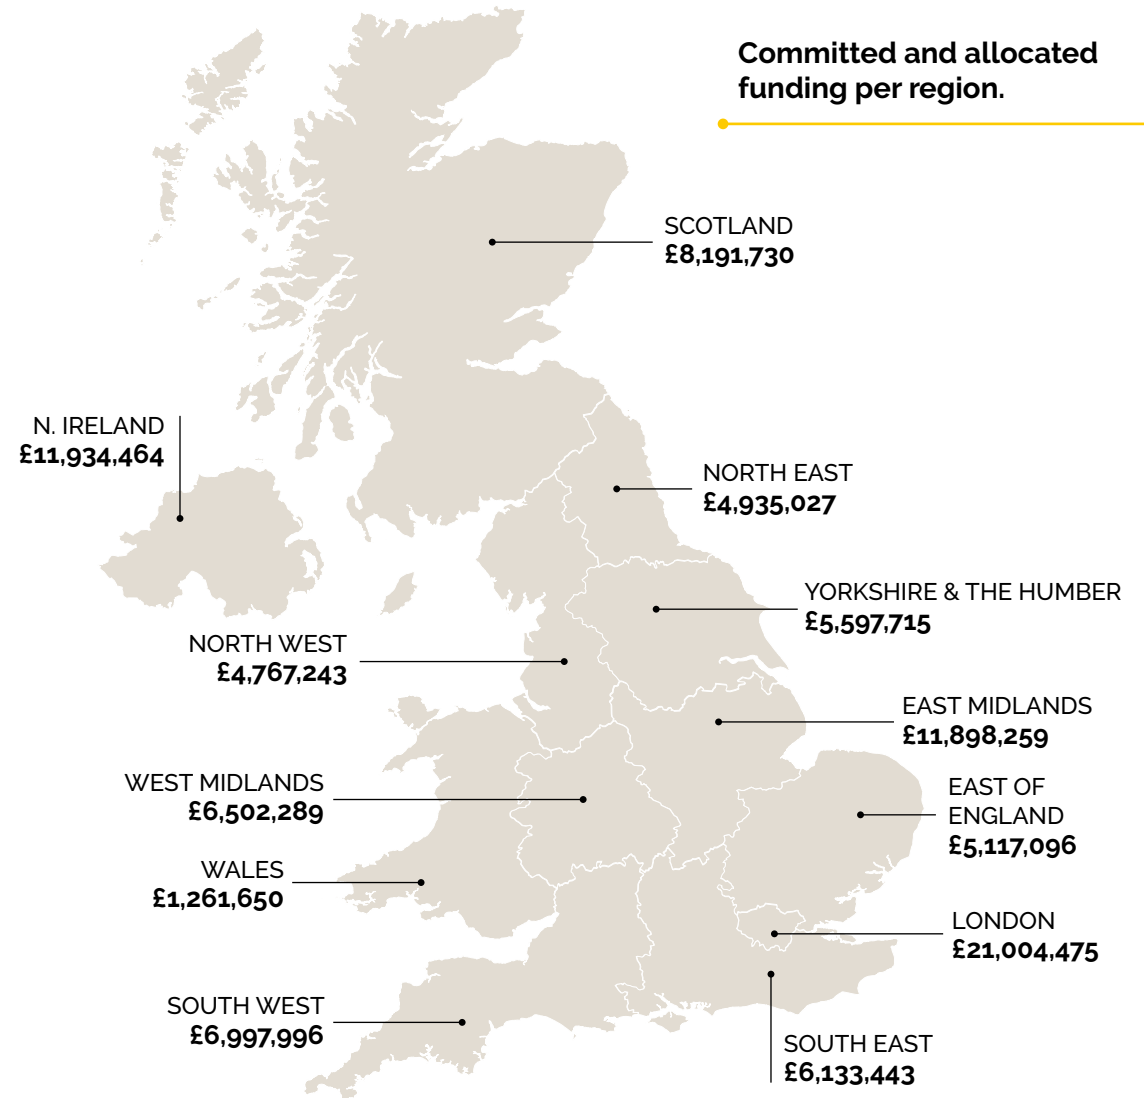 Committed and allocated
funding per region.
SCOTLAND
£8,191,730
N. IRELAND
£11,934,464
NORTH EAST
£4,935,027
YORKSHIRE & THE HUMBER
£5,597,715
NORTH WEST
£4,767,243
EAST MIDLANDS
£11,898,259
WEST MIDLANDS
£6,502,289
EAST OF
ENGLAND
£5,117,096
WALES
£1,261,650
LONDON
£21,004,475
SOUTH WEST
£6,997,996
SOUTH EAST
£6,133,443